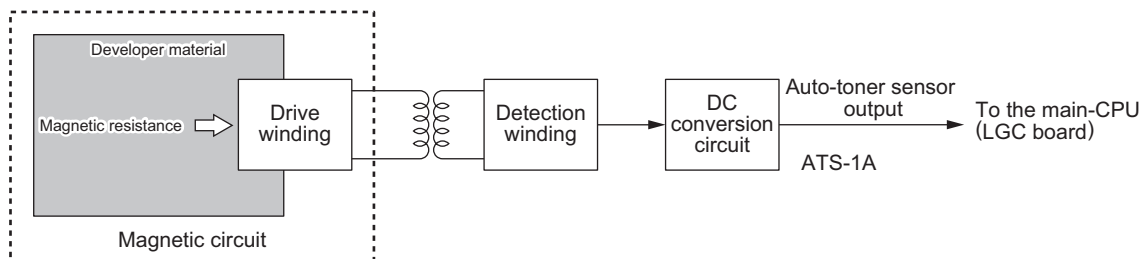 Developer material
Magnetic resistance
Drive
winding
Detection
winding
DC
conversion
circuit
Auto-toner sensor
output
ATS-1A
To the main-CPU
(LGC board)
Magnetic circuit